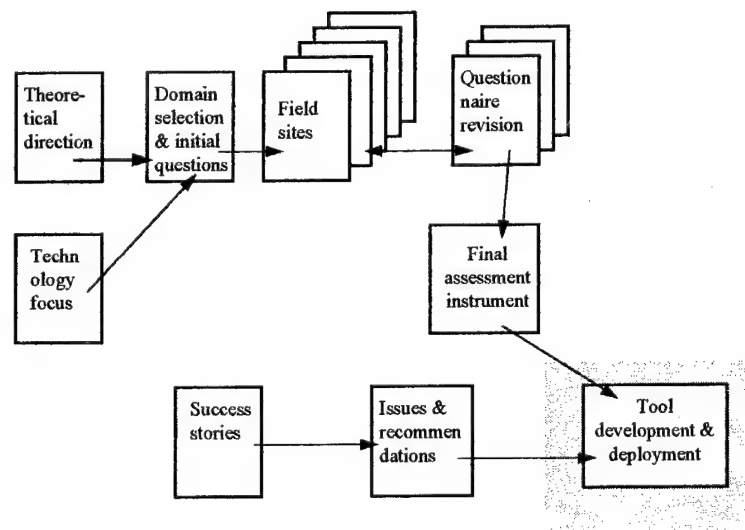 Theore-
tical
direction
Domain
selection
& initial
questions
Field
sites
Question
naire
revision
Techn
ology
focus
Final
assessment
instrument
Success
stories
Issues &
recommen
dations
Tool
development &
deployment